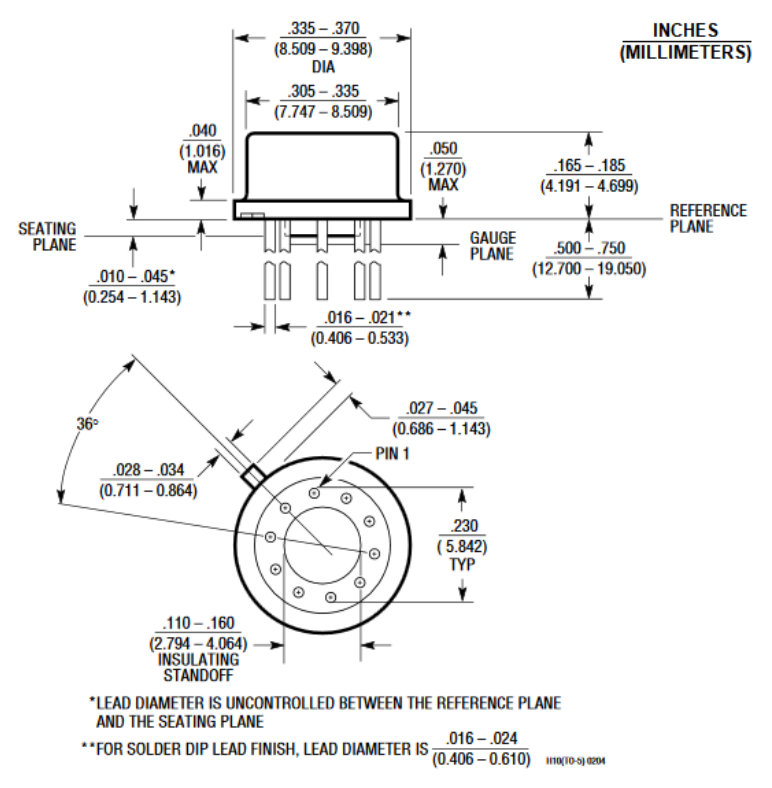 INCHES
(MILLIMETERS)
.335 – .370
(8.509 – 9.398)
DIA
.305 – .335
(7.747 – 8.509)
.040
(1.016)
MAX
.050
(1.270)
MAX
.165 – .185
(4.191 – 4.699)
REFERENCE
PLANE
SEATING
PLANE
GAUGE
PLANE
.500 – .750
(12.700 – 19.050)
.010 – .045*
(0.254 – 1.143)
.016 – .021**
(0.406 – 0.533)
36°
.027 – .045
(0.686 – 1.143)
PIN 1
.028 – .034
(0.711 – 0.864)
.230
( 5.842)
TYP
.110 – .160
(2.794 – 4.064)
INSULATING
STANDOFF
*LEAD DIAMETER IS UNCONTROLLED BETWEEN THE REFERENCE PLANE
AND THE SEATING PLANE
**FOR SOLDER DIP LEAD FINISH, LEAD DIAMETER IS .016 – .024
(0.406 – 0.610)
H10(TO-5) 0204